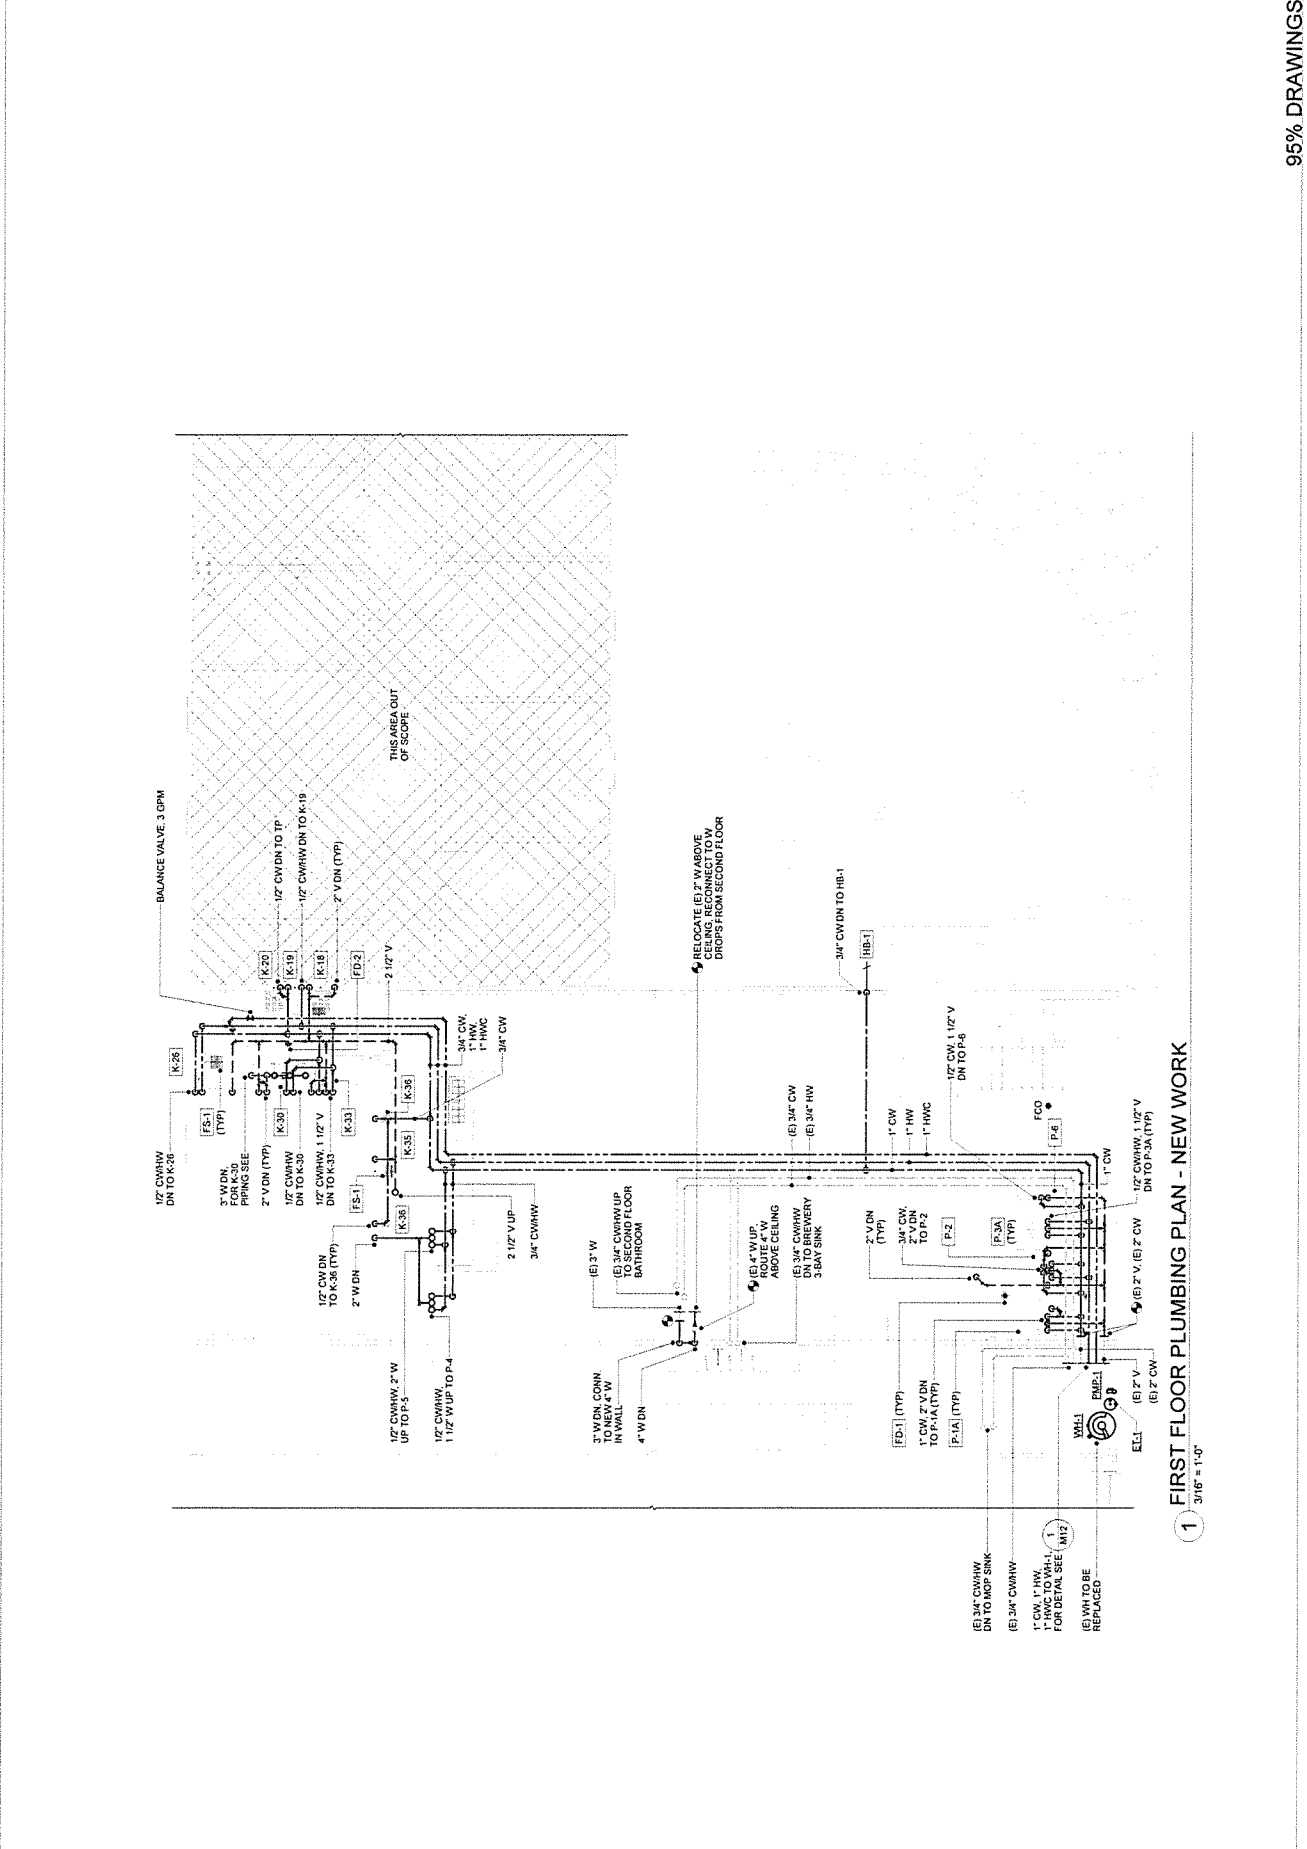 95% DRAWINGS
BALANCE VALVE, 3 GPM
1/2" CW DN TO TP
1/2" CW/HW DN TO K-19
2" V DN (TYP)
THIS AREA OUT
OF SCOPE
K-20
K-19
K-18
FD-2
2 1/2" V
K-26
1/2" CW/HW
DN TO K-26
FS-1
(TYP)
3" W DN,
FOR K-30
PIPING SEE
2" V DN (TYP)
K-30
1/2" CW/HW
DN TO K-30
1/2" CW/HW, 1 1/2" V
DN TO K-33
K-33
3/4" CW,
1" HW,
1" HWC
3/4" CW
K-36
K-35
FS-1
K-36
1/2" CW DN
TO K-36 (TYP)
2" W DN
2 1/2" V UP
3/4" CW/HW
1/2" CW/HW, 2" W
UP TO P-5
1/2" CW/HW,
1 1/2" W UP TO P-4
RELOCATE (E) 2" W ABOVE
CEILING, RECONNECT TO W
DROPS FROM SECOND FLOOR
(E) 3" W
(E) 3/4" CW/HW UP
TO SECOND FLOOR
BATHROOM
3" W DN, CONN.
TO NEW 4" W
IN WALL
4" W DN
(E) 4" W UP,
ROUTE 4" W
ABOVE CEILING
(E) 3/4" CW/HW
DN TO BREWERY
3-BAY SINK
(E) 3/4" CW
(E) 3/4" HW
3/4" CW DN TO HB-1
HB-1
1" CW
1" HW
1" HWC
2" V DN
(TYP)
3/4" CW,
2" V DN
TO P-2
P-2
1/2" CW, 1 1/2" V
DN TO P-6
P-3A
(TYP)
FCO
P-6
1" CW
1/2" CW/HW, 1 1/2" V
DN TO P-3A (TYP)
(E) 2" V, (E) 2" CW
FD-1 (TYP)
1" CW, 2" V DN
TO P-1A (TYP)
P-1A (TYP)
PMP-1
WH-1
ET-1
(E) 2" V
(E) 2" CW
(E) 3/4" CW/HW
DN TO MOP SINK
(E) 3/4" CW/HW
1" CW, 1" HW,
1" HWC TO WH-1,
FOR DETAIL SEE
1
M12
(E) WH TO BE
REPLACED
1
FIRST FLOOR PLUMBING PLAN - NEW WORK
3/16" = 1'-0"